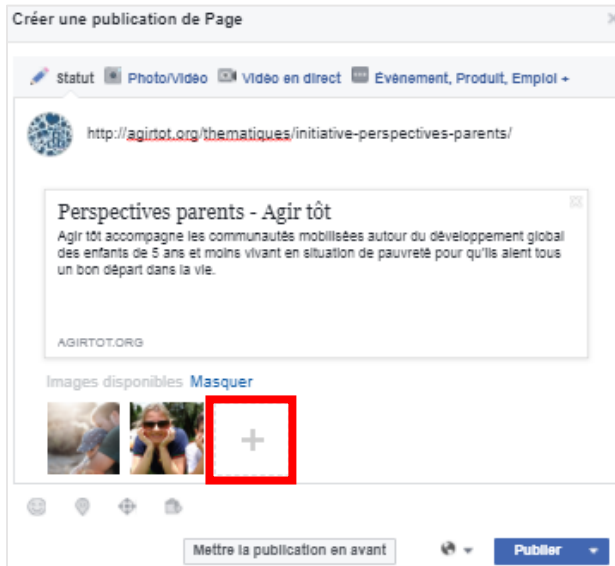 Créer une publication de Page
Statut Photo/Vidéo Vidéo en direct Évènement, Produit, Emploi +
http://agirtot.org/thematiques/initiative-perspectives-parents/
Perspectives parents - Agir tôt
Agir tôt accompagne les communautés mobilisées autour du développement global
des enfants de 5 ans et moins vivant en situation de pauvreté pour qu'ils aient tous
un bon départ dans la vie.
AGIRTOT.ORG
Images disponibles Masquer
Mettre la publication en avant Publier